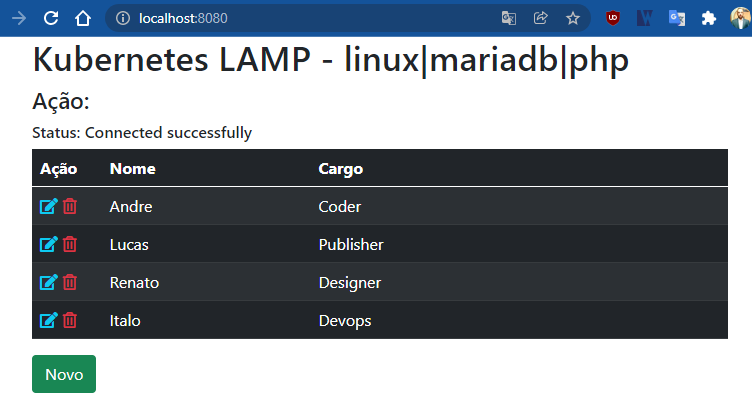 localhost:8080
Kubernetes LAMP - linux|mariadb|php
Ação:
Status: Connected successfully
Ação Nome Cargo
Andre Coder
Lucas Publisher
Renato Designer
Italo Devops
Novo